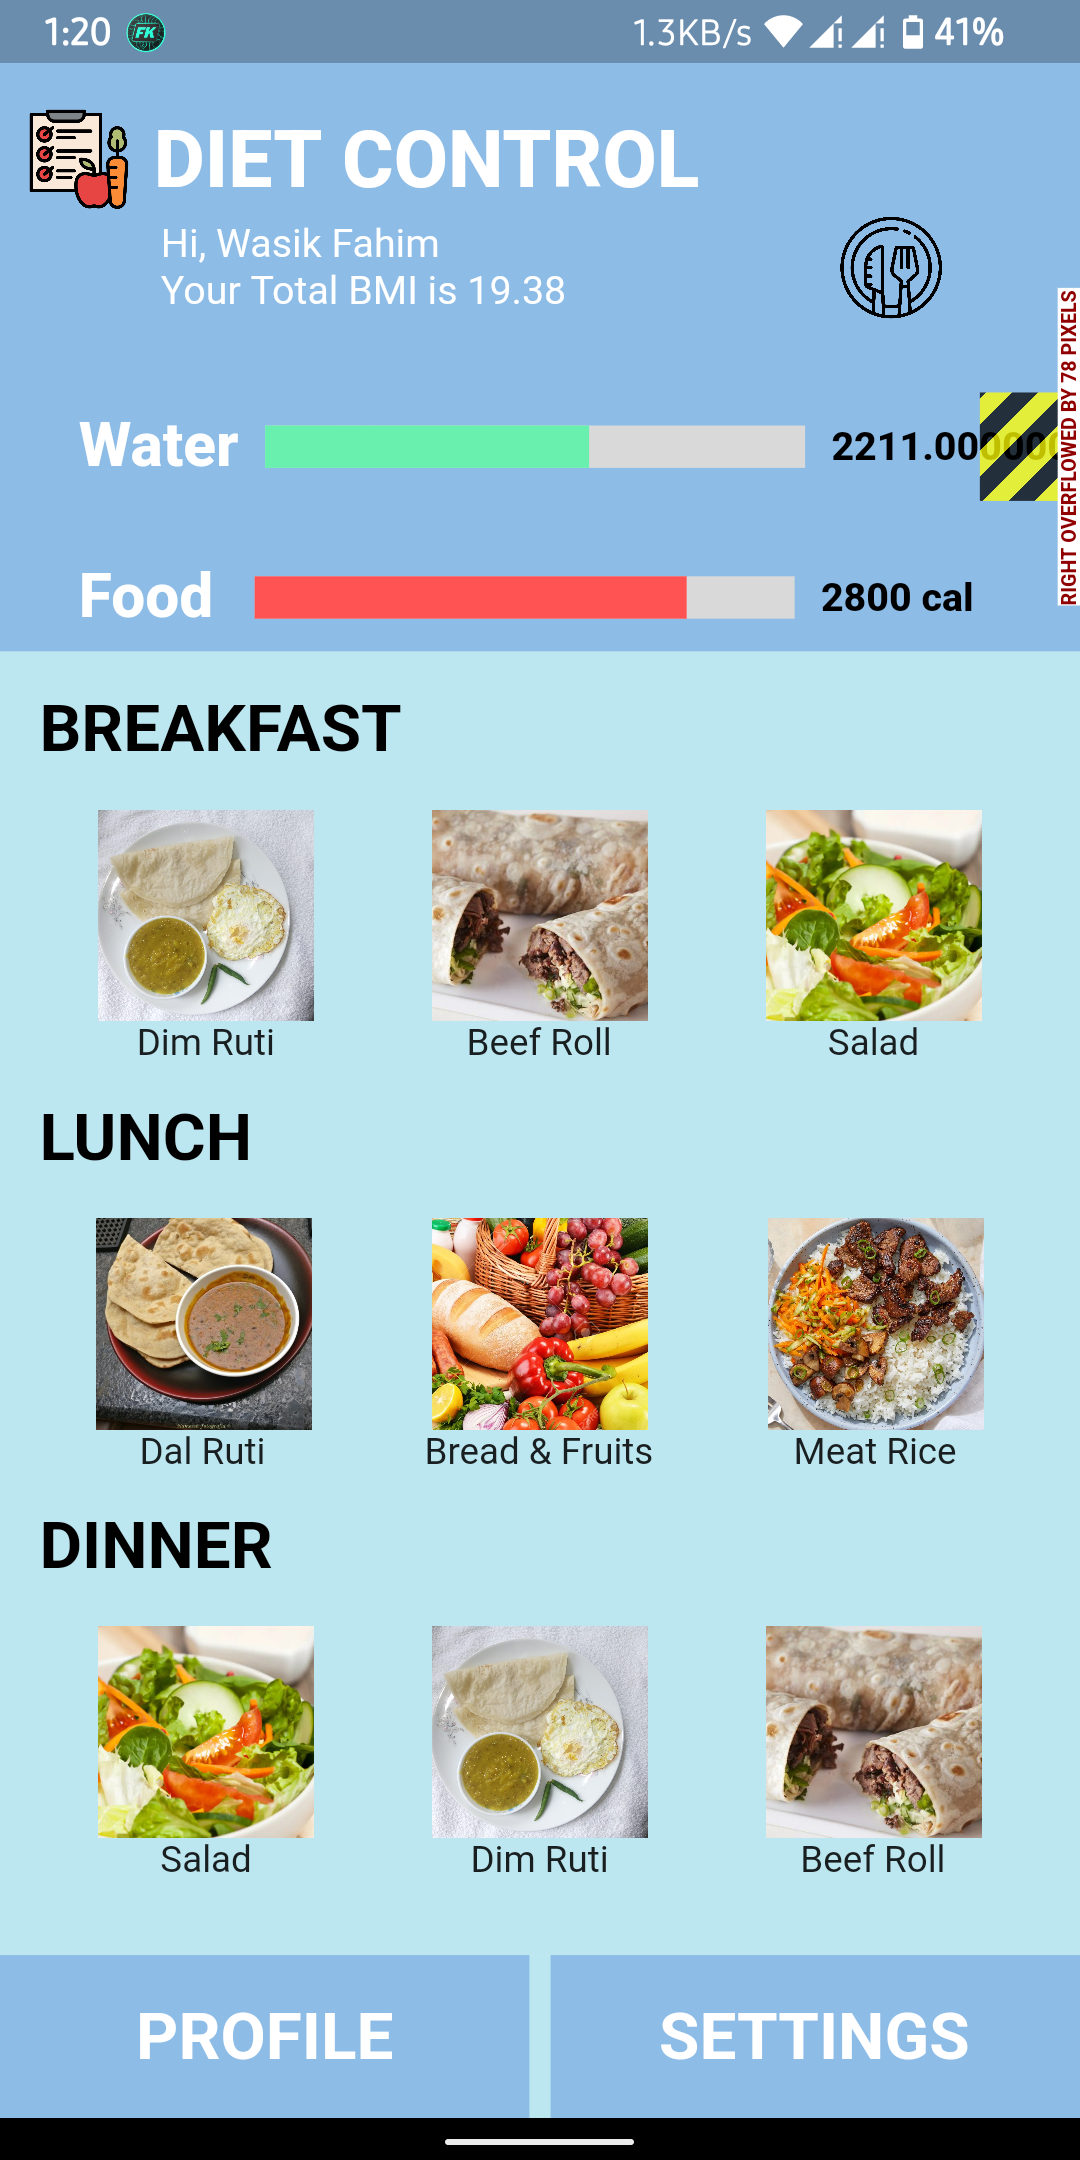 1:20 FK 1.3KB/s 41%
DIET CONTROL
Hi, Wasik Fahim
Your Total BMI is 19.38
RIGHT OVERFLOWED BY 78 PIXELS
Water 2211.00000
Food 2800 cal
BREAKFAST
Dim Ruti Beef Roll Salad
LUNCH
Dal Ruti Bread & Fruits Meat Rice
DINNER
Salad Dim Ruti Beef Roll
PROFILE SETTINGS